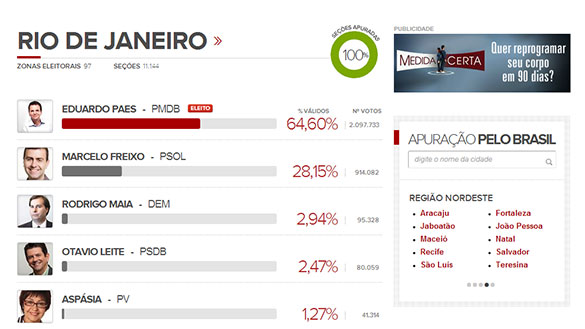 RIO DE JANEIRO »
ZONAS ELEITORAIS 97 SEÇÕES 11.144
SEÇÕES APURADAS
100%
EDUARDO PAES - PMDB ELEITO
% VÁLIDOS Nº VOTOS
64,60% 2.097.733
MARCELO FREIXO - PSOL
28,15% 914.082
RODRIGO MAIA - DEM
2,94% 95.328
OTAVIO LEITE - PSDB
2,47% 80.059
ASPÁSIA - PV
1,27% 41.314
PUBLICIDADE
MEDIDA CERTA
Quer reprogramar
seu corpo
em 90 dias?
APURAÇÃO PELO BRASIL
digite o nome da cidade
REGIÃO NORDESTE
• Aracaju
• Jaboatão
• Maceió
• Recife
• São Luis
• Fortaleza
• João Pessoa
• Natal
• Salvador
• Teresina